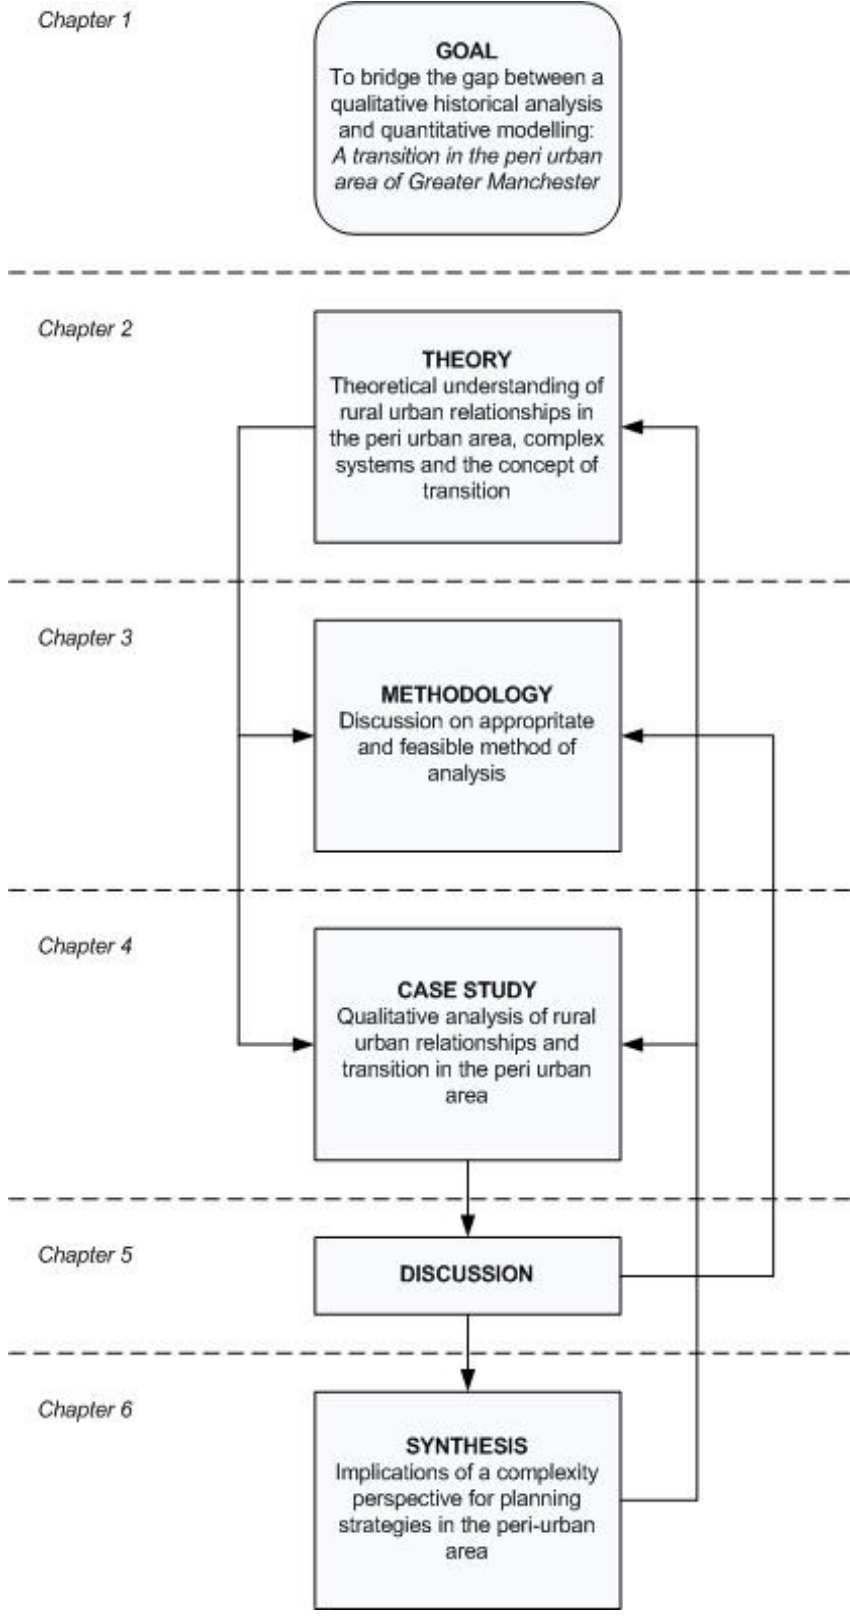 Chapter 1
GOAL
To bridge the gap between a
qualitative historical analysis
and quantitative modelling:
A transition in the peri urban
area of Greater Manchester
Chapter 2
THEORY
Theoretical understanding of
rural urban relationships in
the peri urban area, complex
systems and the concept of
transition
Chapter 3
METHODOLOGY
Discussion on appropritate
and feasible method of
analysis
Chapter 4
CASE STUDY
Qualitative analysis of rural
urban relationships and
transition in the peri urban
area
Chapter 5
DISCUSSION
Chapter 6
SYNTHESIS
Implications of a complexity
perspective for planning
strategies in the peri-urban
area